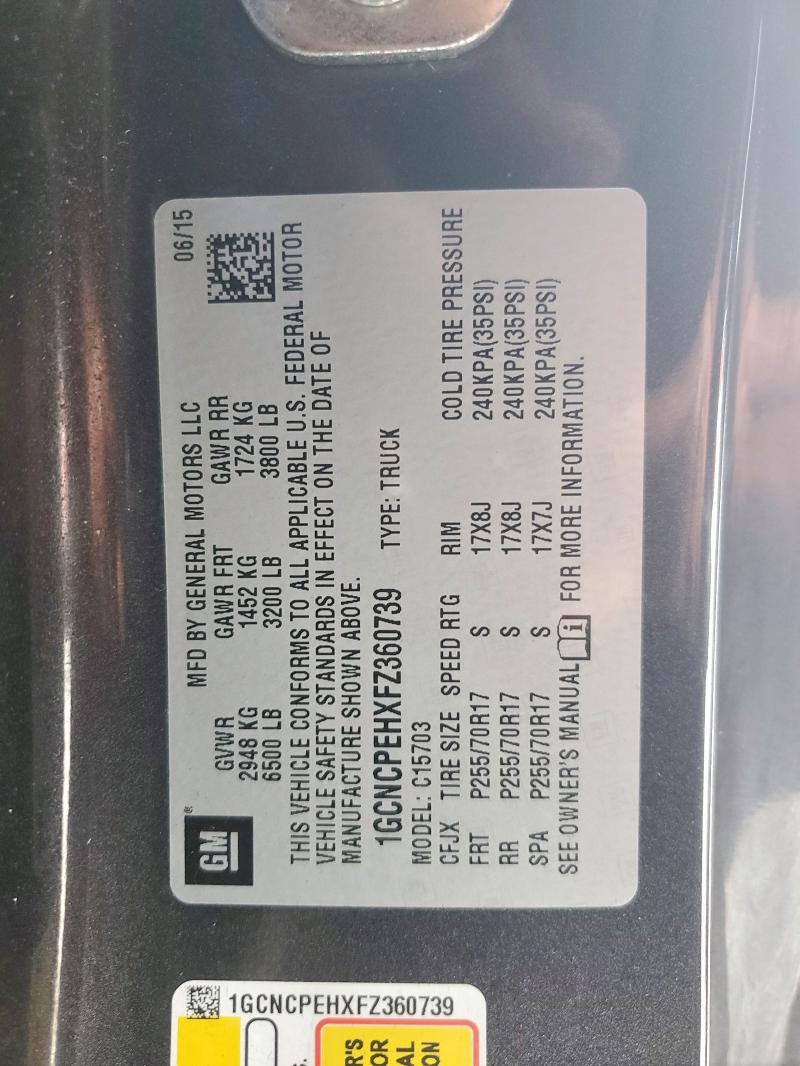 GM®
MFD BY GENERAL MOTORS LLC 06/15
GVWR GAWR FRT GAWR RR
2948 KG 1452 KG 1724 KG
6500 LB 3200 LB 3800 LB
THIS VEHICLE CONFORMS TO ALL APPLICABLE U.S. FEDERAL MOTOR
VEHICLE SAFETY STANDARDS IN EFFECT ON THE DATE OF
MANUFACTURE SHOWN ABOVE.
1GCNCPEHXFZ360739 TYPE: TRUCK
MODEL: C15703
CFJX TIRE SIZE SPEED RTG RIM COLD TIRE PRESSURE
FRT P255/70R17 S 17X8J 240KPA(35PSI)
RR P255/70R17 S 17X8J 240KPA(35PSI)
SPA P255/70R17 S 17X7J 240KPA(35PSI)
SEE OWNER'S MANUAL i FOR MORE INFORMATION.
1GCNCPEHXFZ360739